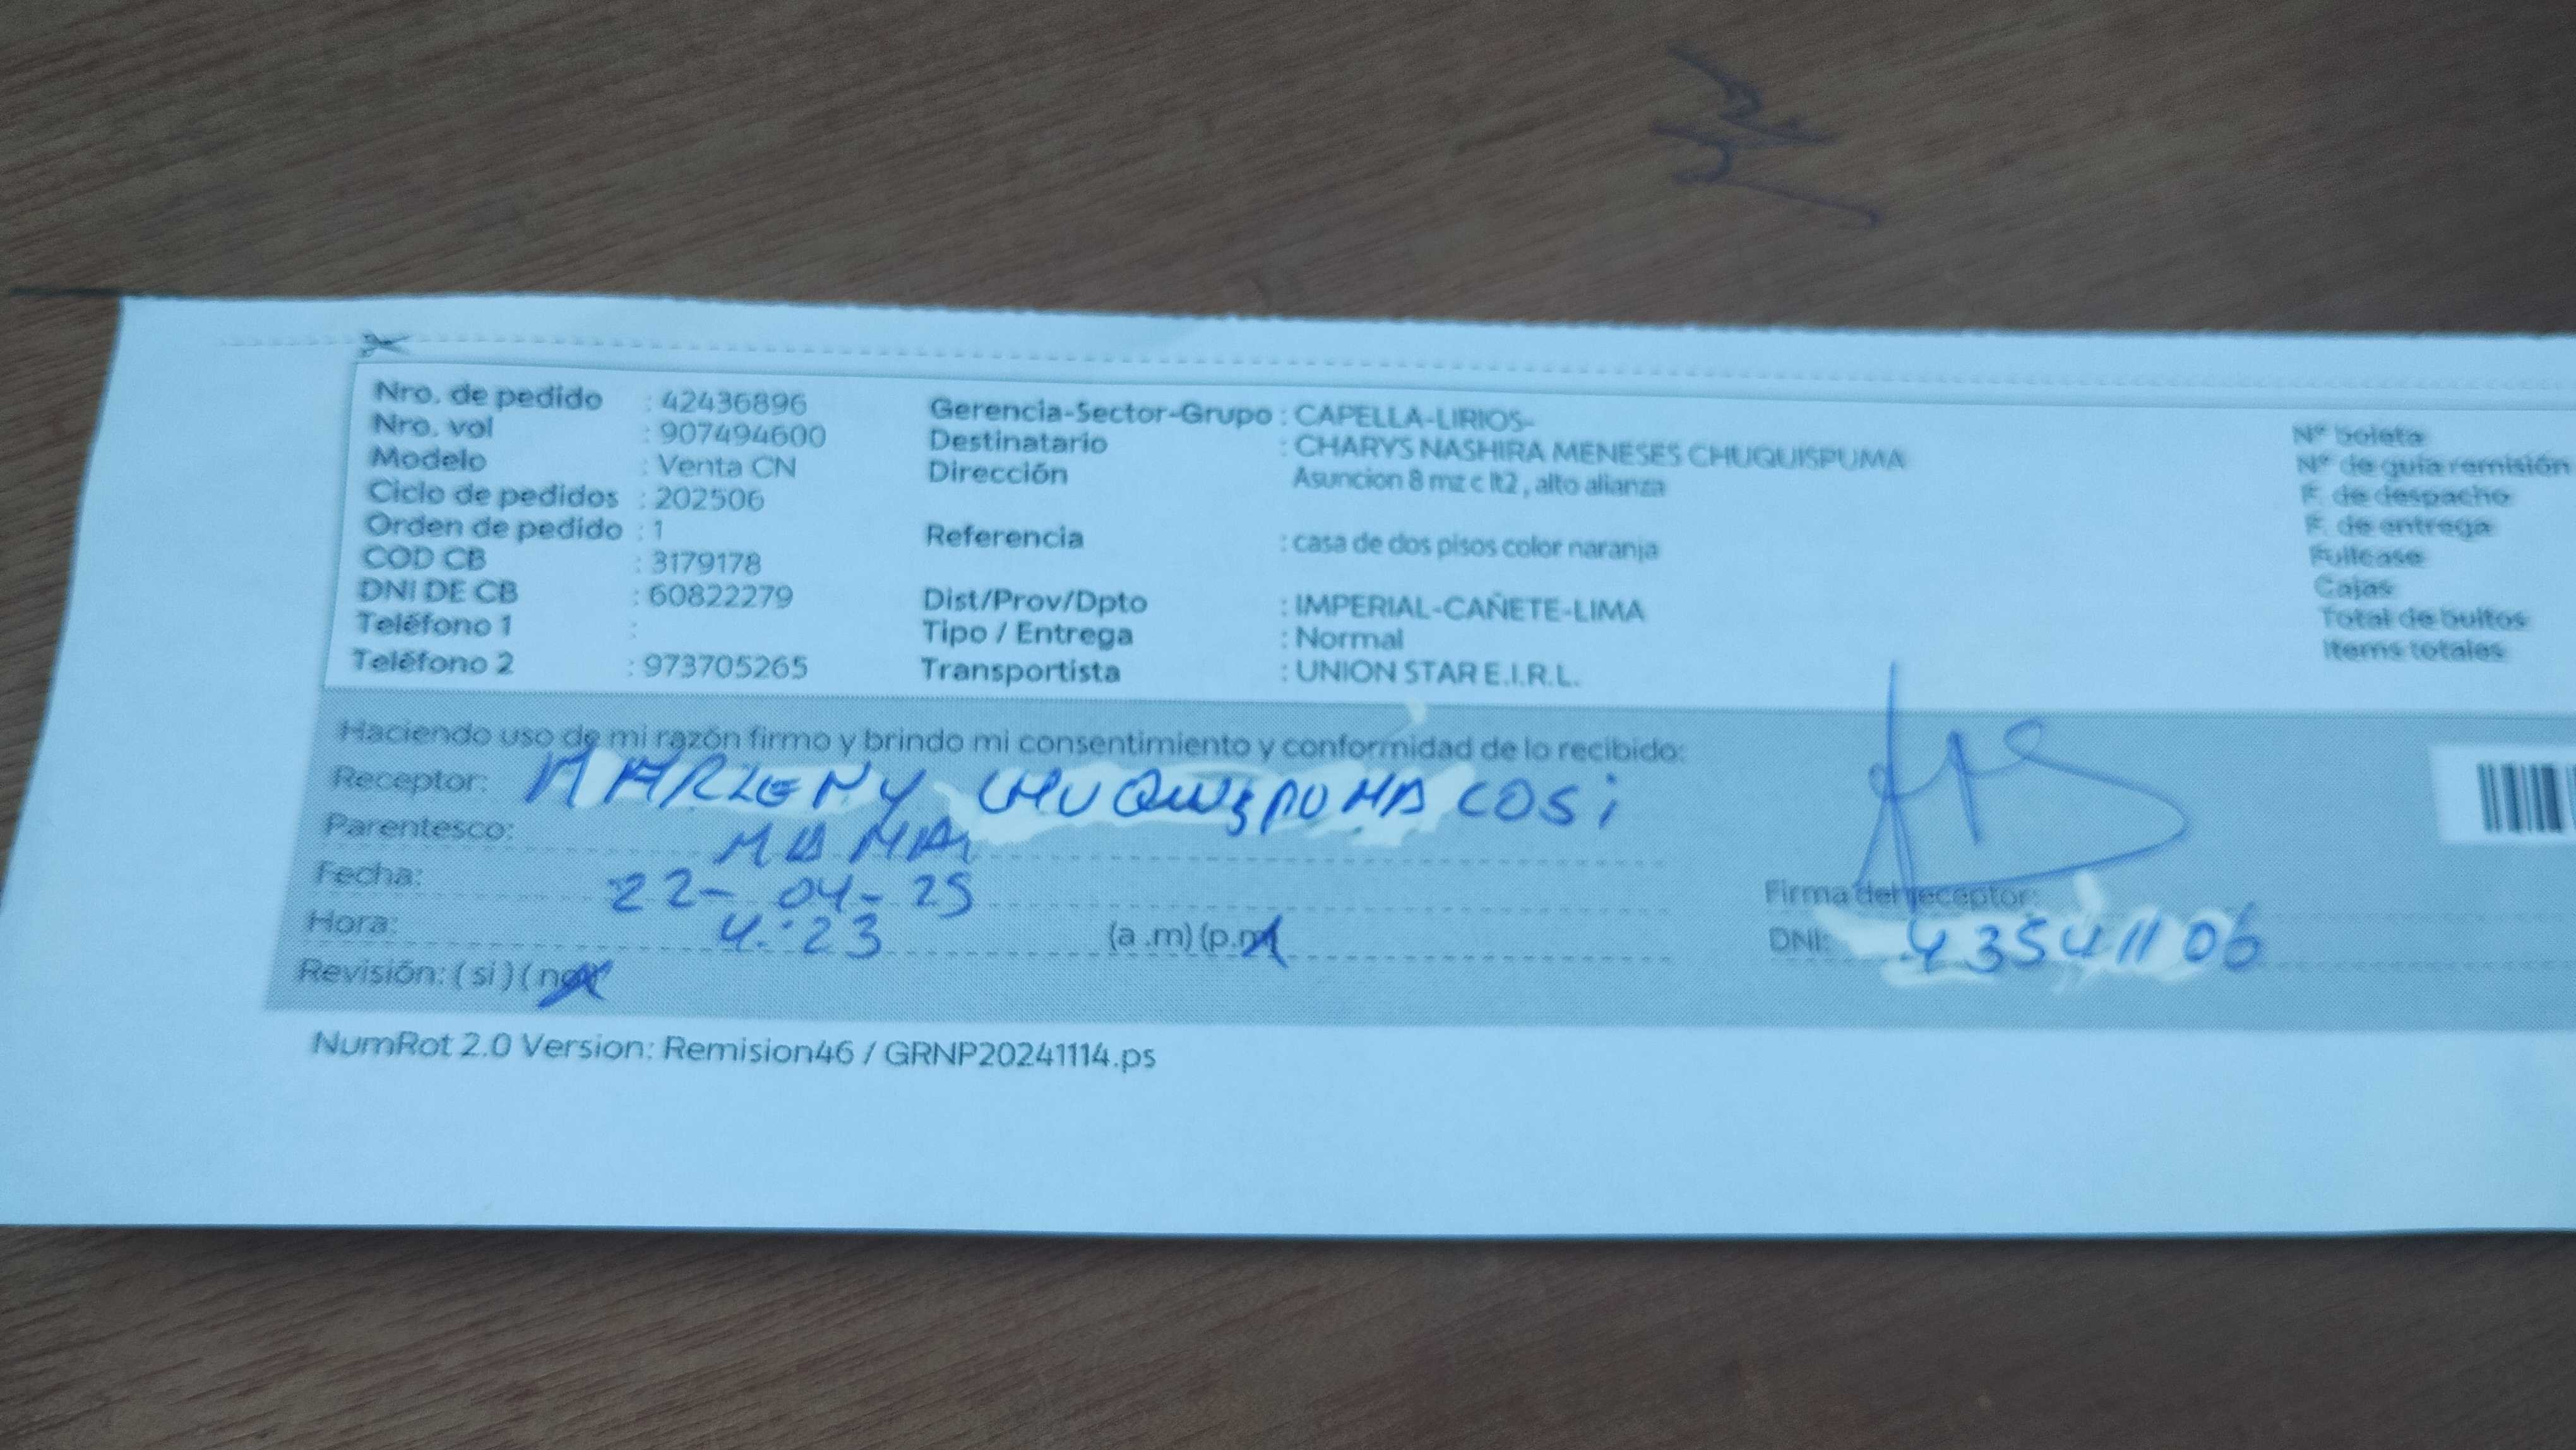 Nro. de pedido : 42436896
Nro. vol : 907494600
Modelo : Venta CN
Ciclo de pedidos : 202506
Orden de pedido : 1
COD CB : 3179178
DNI DE CB : 60822279
Teléfono 1 :
Teléfono 2 : 973705265
Gerencia-Sector-Grupo : CAPELLA-LIRIOS-
Destinatario : CHARYS NASHIRA MENESES CHUQUISPUMA
Dirección Asuncion 8 mz c lt2 , alto alianza
Referencia : casa de dos pisos color naranja
Dist/Prov/Dpto : IMPERIAL-CAÑETE-LIMA
Tipo / Entrega : Normal
Transportista : UNION STAR E.I.R.L.
N° boleta
N° de guía remisión
F. de despacho
F. de entrega
Fullcase
Cajas
Total de bultos
Items totales
Haciendo uso de mi razón firmo y brindo mi consentimiento y conformidad de lo recibido:
Receptor: MARLENY CHUQUISPUMA COSi
Parentesco: MAMA
Fecha: 22-04-25
Hora: 4:23 (a .m) (p.m)
Revisión: ( si ) ( no )
Firma del receptor:
DNI: 43541106
NumRot 2.0 Version: Remision46 / GRNP20241114.ps